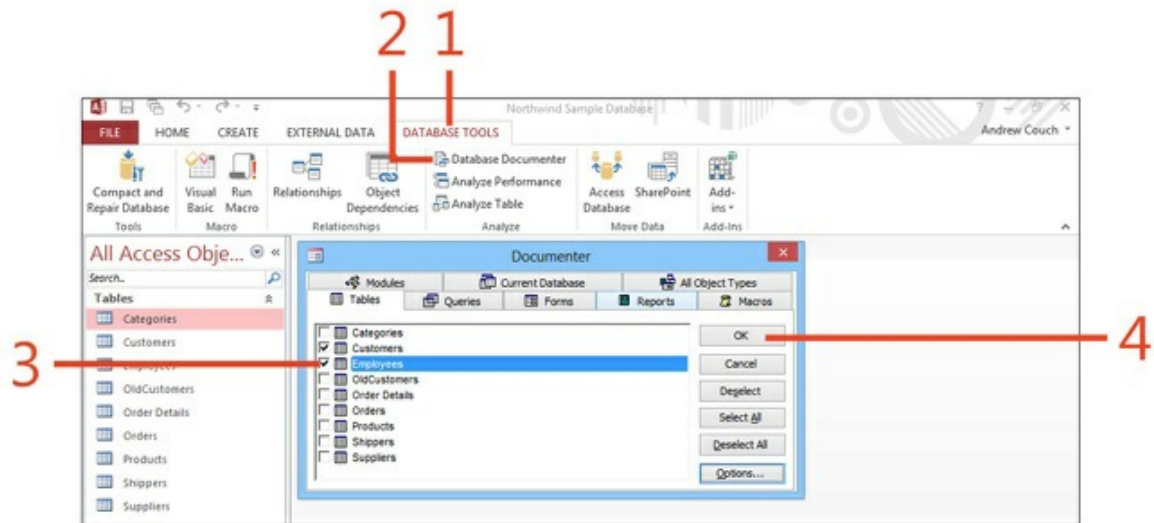 2 1
Northwind Sample Database
? – x
FILE HOME CREATE EXTERNAL DATA DATABASE TOOLS Andrew Couch
Compact and Repair Database
Visual Basic
Run Macro
Relationships
Object Dependencies
Database Documenter
Analyze Performance
Analyze Table
Access Database
SharePoint
Add-ins
Tools Macro Relationships Analyze Move Data Add-Ins
All Access Obje...
Search..
Tables
Categories
Customers
Employees
OldCustomers
Order Details
Orders
Products
Shippers
Suppliers
Documenter
Modules Current Database All Object Types
Tables Queries Forms Reports Macros
Categories
Customers
Employees
OldCustomers
Order Details
Orders
Products
Shippers
Suppliers
OK
Cancel
Deselect
Select All
Deselect All
Options...
3
4